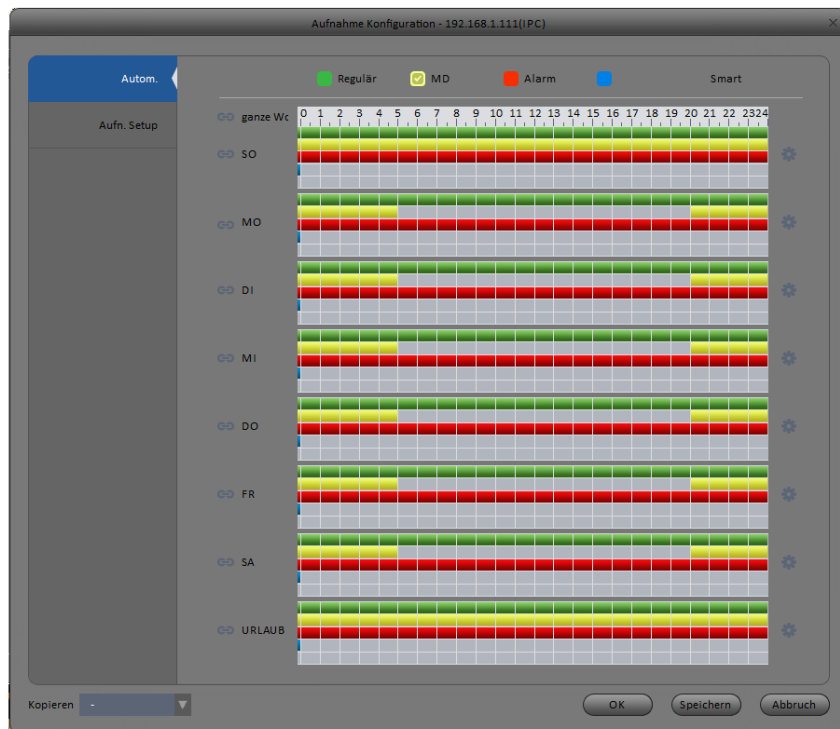 Aufnahme Konfiguration - 192.168.1.111(IPC)
Autom.
Aufn. Setup
Regulär MD Alarm Smart
ganze Wc 0 1 2 3 4 5 6 7 8 9 10 11 12 13 14 15 16 17 18 19 20 21 22 2324
SO
MO
DI
MI
DO
FR
SA
URLAUB
Kopieren - OK Speichern Abbruch